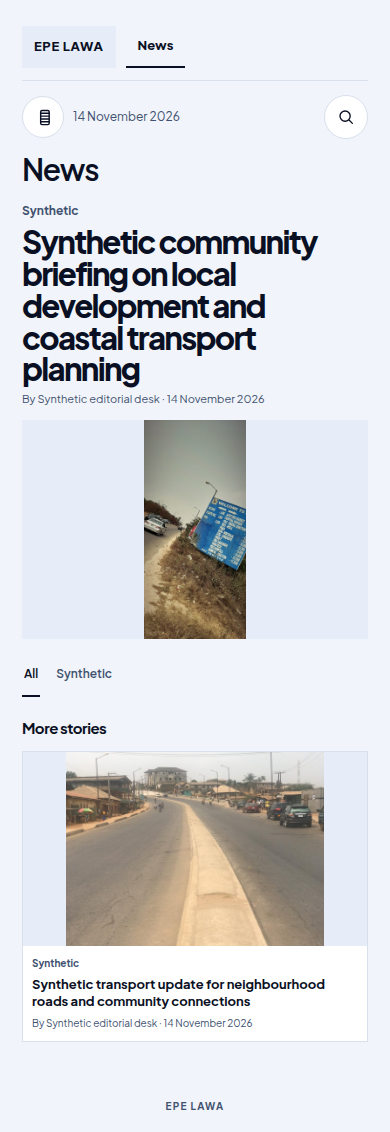 EPE LAWA
News
14 November 2026
News
Synthetic
Synthetic community
briefing on local
development and
coastal transport
planning
By Synthetic editorial desk · 14 November 2026
WELCOME TO
All
Synthetic
More stories
Synthetic
Synthetic transport update for neighbourhood
roads and community connections
By Synthetic editorial desk · 14 November 2026
EPE LAWA